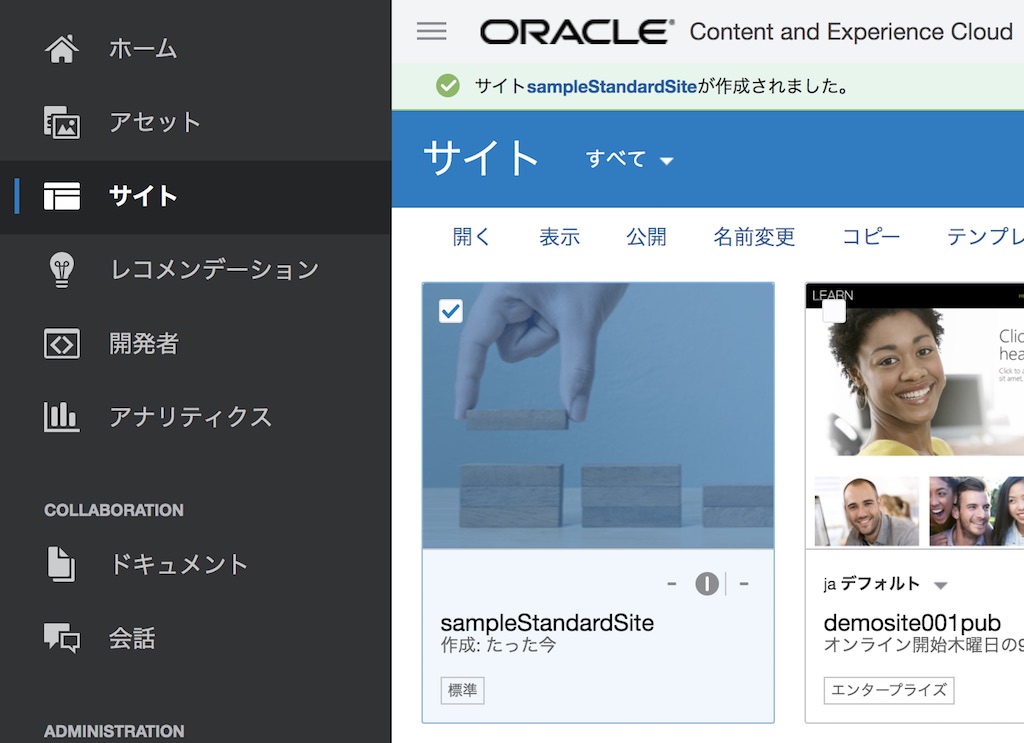 ホーム
アセット
サイト
レコメンデーション
開発者
アナリティクス
COLLABORATION
ドキュメント
会話
ADMINISTRATION
ORACLE® Content and Experience Cloud
サイトsampleStandardSiteが作成されました。
サイト すべて
開く 表示 公開 名前変更 コピー テンプレ
sampleStandardSite
作成: たった今
標準
LEARN
Clic
hea
Click to a
sit amet,
ja デフォルト
demosite001pub
オンライン開始木曜日の9
エンタープライズ